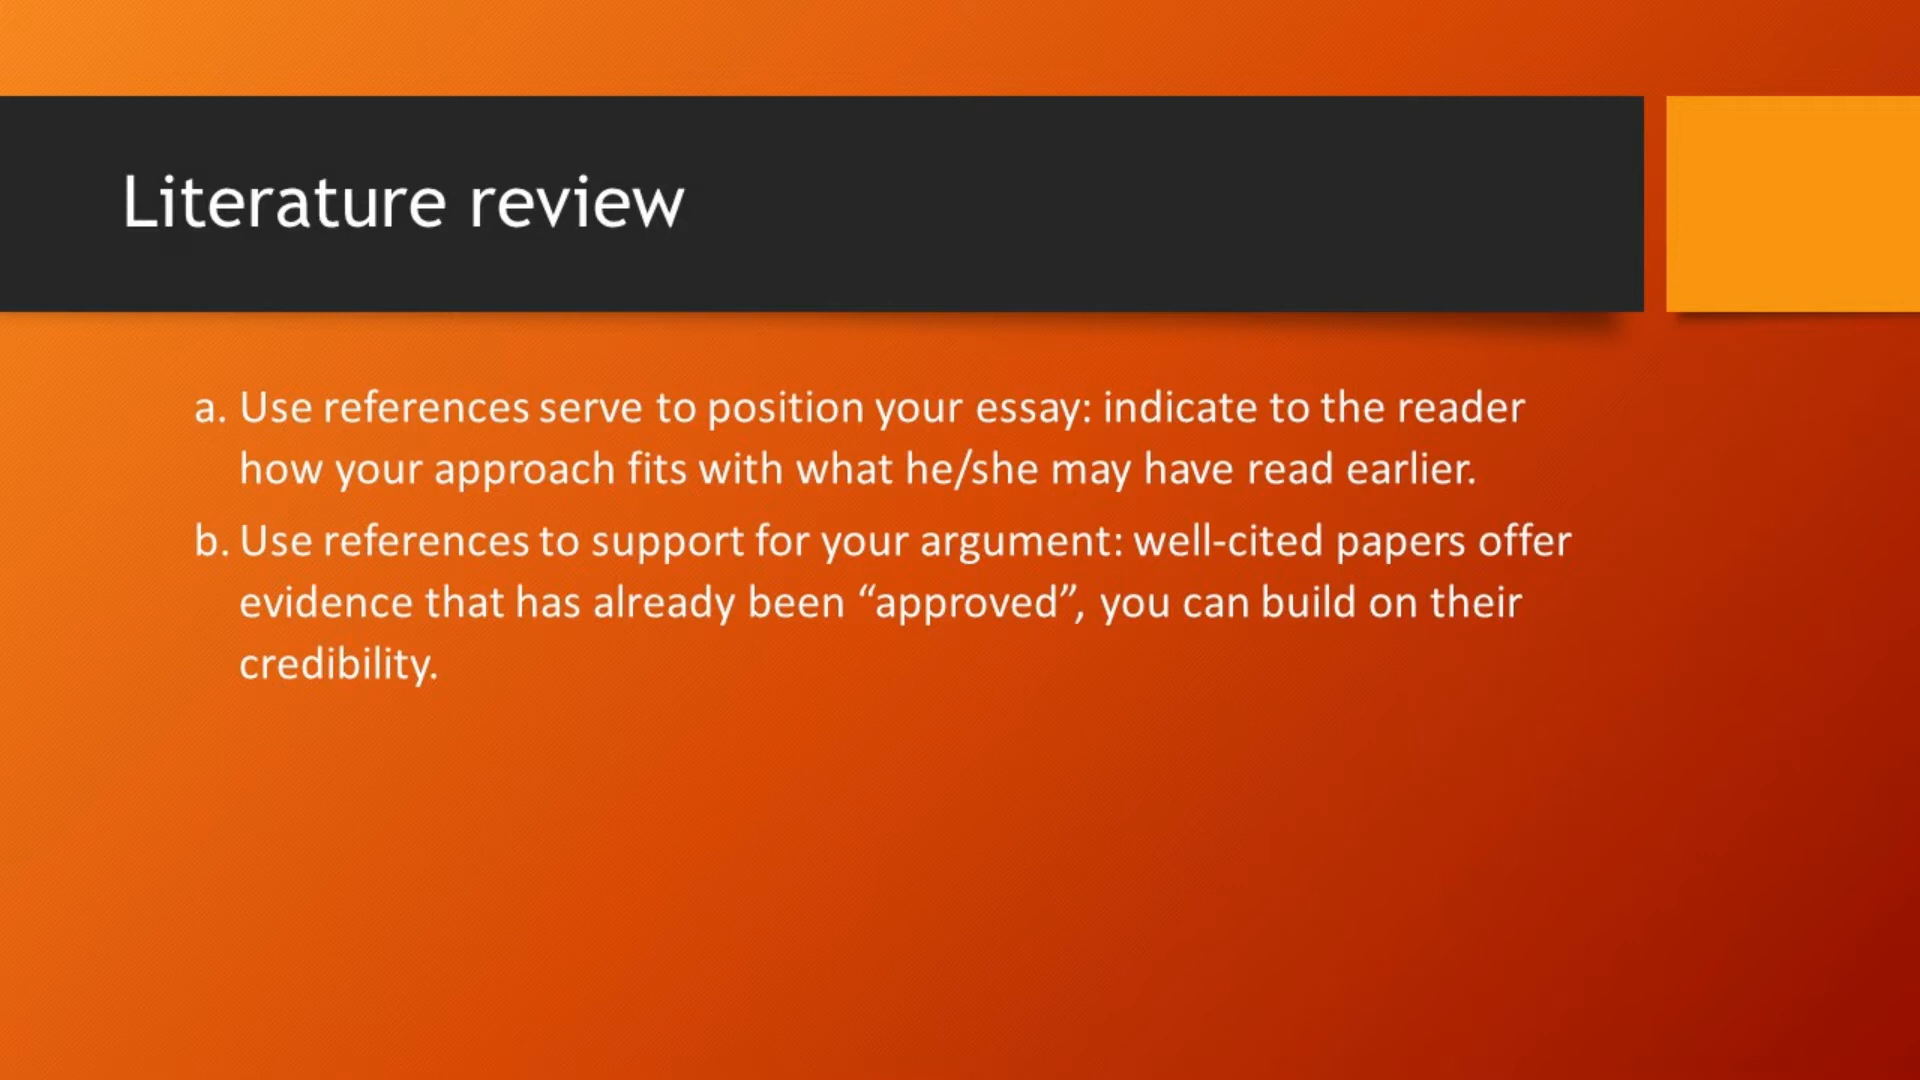 Literature review
a. Use references serve to position your essay: indicate to the reader
how your approach fits with what he/she may have read earlier.
b. Use references to support for your argument: well-cited papers offer
evidence that has already been “approved”, you can build on their
credibility.